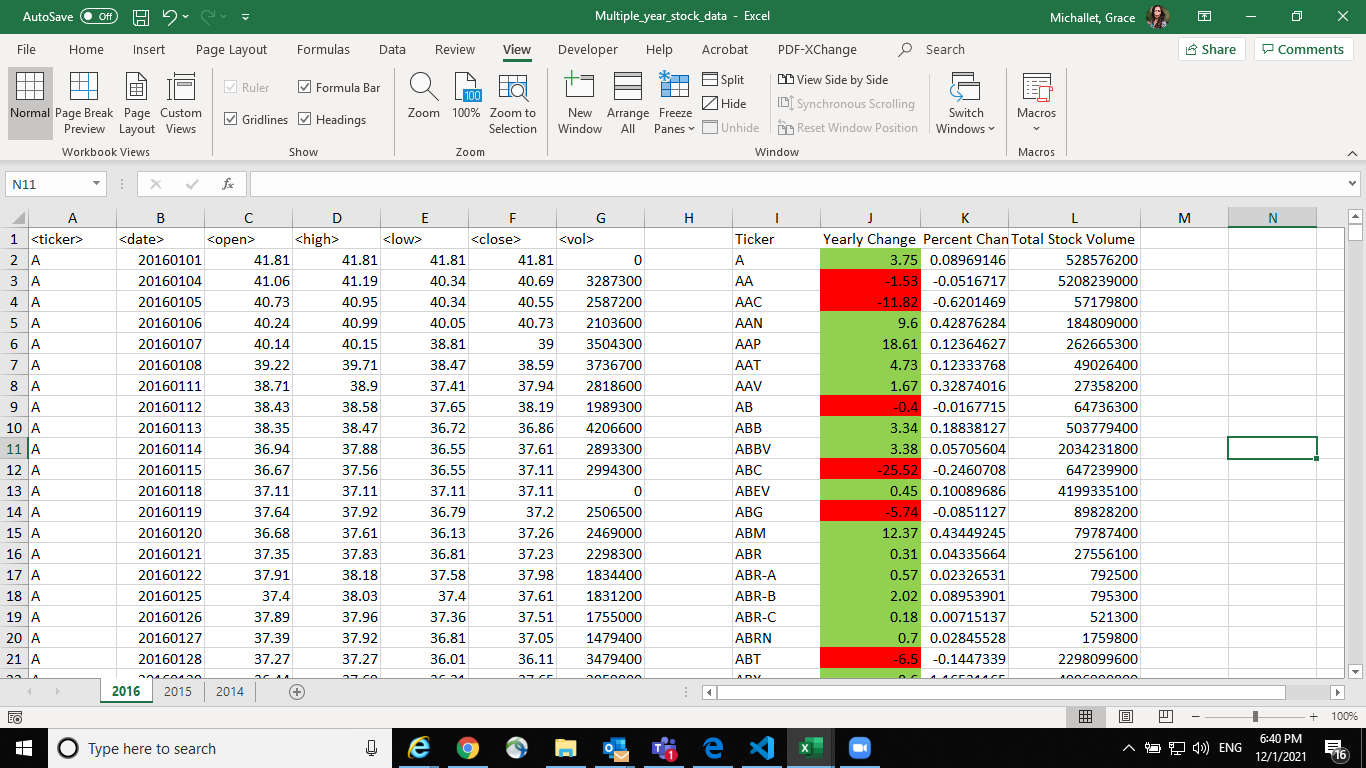 AutoSave Off Multiple_year_stock_data - Excel Michallet, Grace
File Home Insert Page Layout Formulas Data Review View Developer Help Acrobat PDF-XChange Search Share Comments
Normal Page Break Preview Page Layout Custom Views
Ruler Formula Bar
Gridlines Headings
Zoom 100 100% Zoom to Selection
New Window Arrange All Freeze Panes
Split View Side by Side
Hide Synchronous Scrolling
Unhide Reset Window Position
Switch Windows Macros
Workbook Views Show Zoom Window Macros
N11 fx
A B C D E F G H I J K L M N
1 <ticker> <date> <open> <high> <low> <close> <vol> Ticker Yearly Change Percent Chan Total Stock Volume
2 A 20160101 41.81 41.81 41.81 41.81 0 A 3.75 0.08969146 528576200
3 A 20160104 41.06 41.19 40.34 40.69 3287300 AA -1.53 -0.0516717 5208239000
4 A 20160105 40.73 40.95 40.34 40.55 2587200 AAC -11.82 -0.6201469 57179800
5 A 20160106 40.24 40.99 40.05 40.73 2103600 AAN 9.6 0.42876284 184809000
6 A 20160107 40.14 40.15 38.81 39 3504300 AAP 18.61 0.12364627 262665300
7 A 20160108 39.22 39.71 38.47 38.59 3736700 AAT 4.73 0.12333768 49026400
8 A 20160111 38.71 38.9 37.41 37.94 2818600 AAV 1.67 0.32874016 27358200
9 A 20160112 38.43 38.58 37.65 38.19 1989300 AB -0.4 -0.0167715 64736300
10 A 20160113 38.35 38.47 36.72 36.86 4206600 ABB 3.34 0.18838127 503779400
11 A 20160114 36.94 37.88 36.55 37.61 2893300 ABBV 3.38 0.05705604 2034231800
12 A 20160115 36.67 37.56 36.55 37.11 2994300 ABC -25.52 -0.2460708 647239900
13 A 20160118 37.11 37.11 37.11 37.11 0 ABEV 0.45 0.10089686 4199335100
14 A 20160119 37.64 37.92 36.79 37.2 2506500 ABG -5.74 -0.0851127 89828200
15 A 20160120 36.68 37.61 36.13 37.26 2469000 ABM 12.37 0.43449245 79787400
16 A 20160121 37.35 37.83 36.81 37.23 2298300 ABR 0.31 0.04335664 27556100
17 A 20160122 37.91 38.18 37.58 37.98 1834400 ABR-A 0.57 0.02326531 792500
18 A 20160125 37.4 38.03 37.4 37.61 1831200 ABR-B 2.02 0.08953901 795300
19 A 20160126 37.89 37.96 37.36 37.51 1755000 ABR-C 0.18 0.00715137 521300
20 A 20160127 37.39 37.92 36.81 37.05 1479400 ABRN 0.7 0.02845528 1759800
21 A 20160128 37.27 37.27 36.01 36.11 3479400 ABT -6.5 -0.1447339 2298099600
2016 2015 2014
100%
Type here to search ENG 6:40 PM
12/1/2021 16